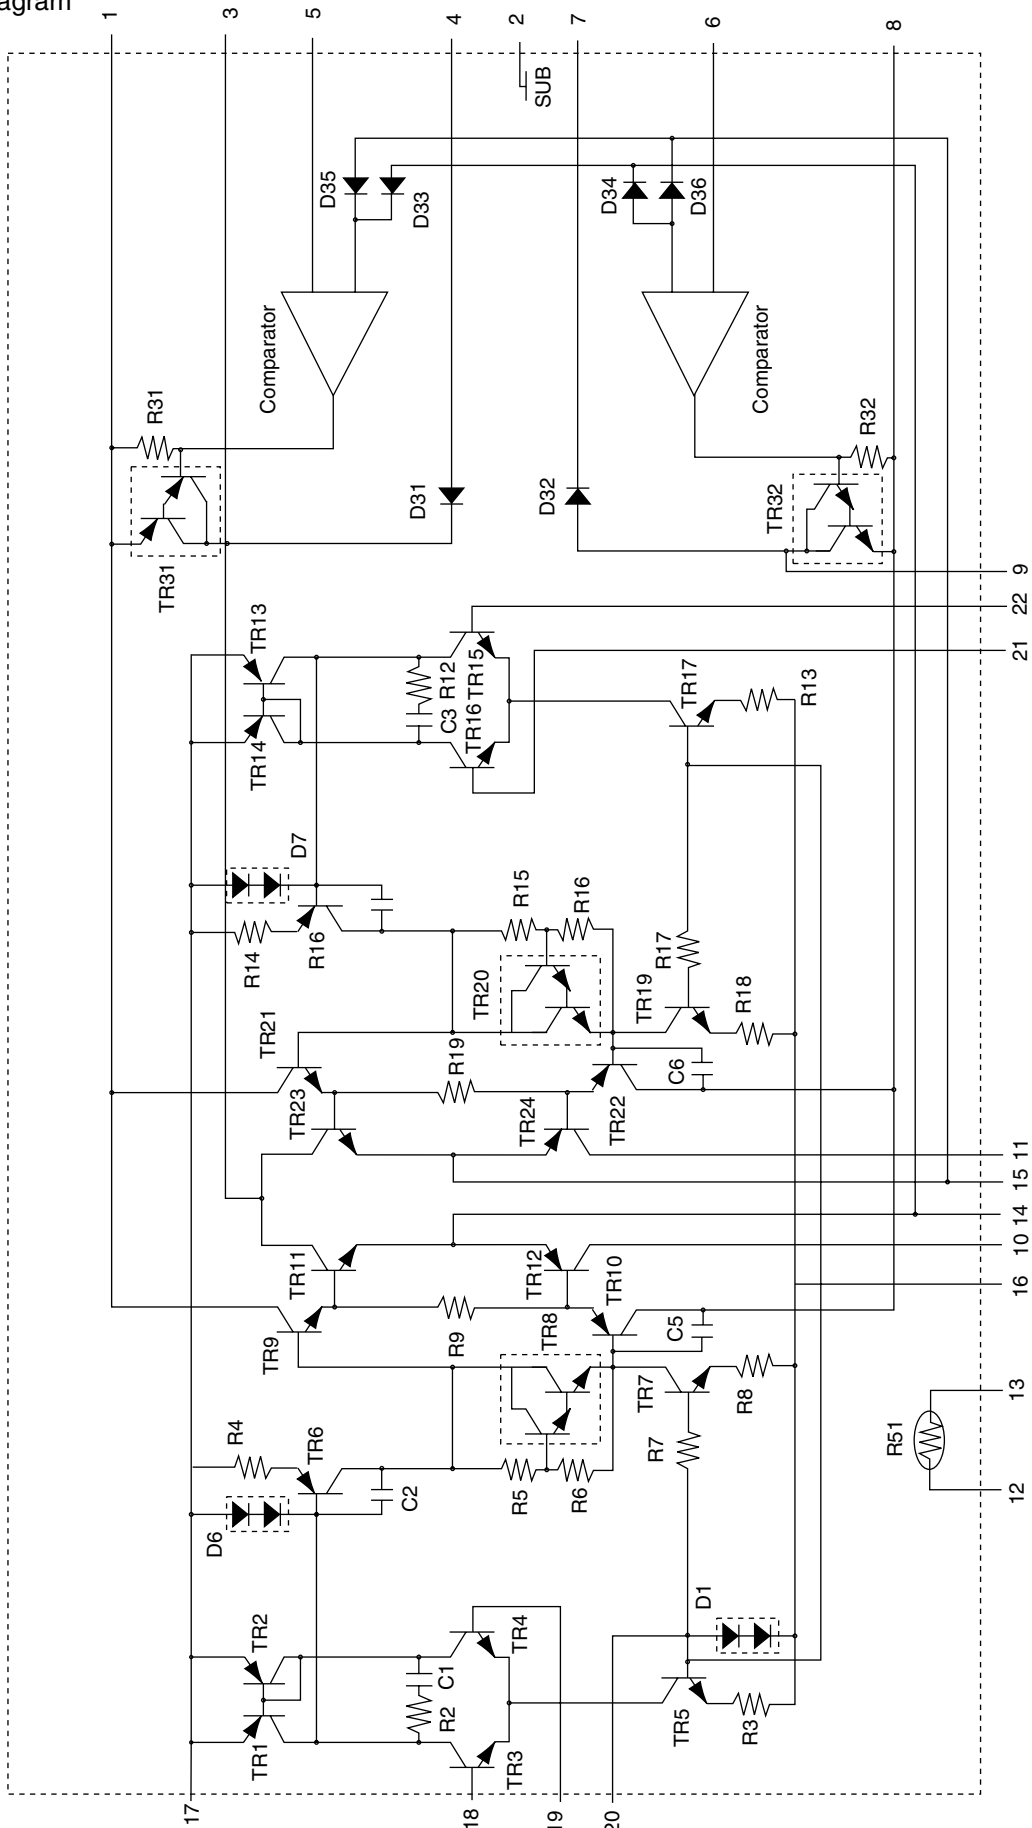 agram
1
3
5
4
2
7
6
8
SUB
D35
D33
D34
D36
Comparator
Comparator
R31
R32
TR31
D31
D32
TR32
9
22
21
TR13
TR14
R12
C3
TR15
TR16
TR17
R13
D7
R14
R16
R15
R16
R17
TR20
TR19
R18
TR21
R19
C6
TR23
TR24
TR22
11
15
14
10
16
TR11
TR12
TR10
TR9
R9
TR8
C5
TR7
R8
R4
TR6
R7
R51
13
12
D6
C2
R5
R6
D1
TR2
TR4
C1
R2
TR1
TR3
TR5
R3
17
18
19
20